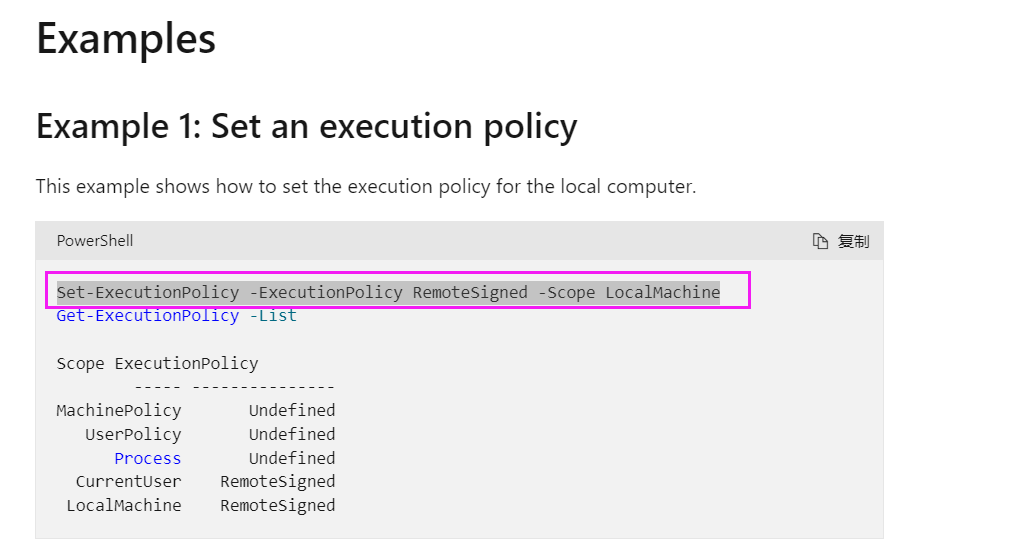 Examples
Example 1: Set an execution policy
This example shows how to set the execution policy for the local computer.
PowerShell 复制
Set-ExecutionPolicy -ExecutionPolicy RemoteSigned -Scope LocalMachine
Get-ExecutionPolicy -List
Scope ExecutionPolicy
----- ---------------
MachinePolicy Undefined
UserPolicy Undefined
Process Undefined
CurrentUser RemoteSigned
LocalMachine RemoteSigned